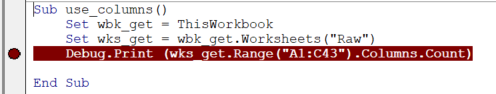 Sub use_columns()
    Set wbk_get = ThisWorkbook
    Set wks_get = wbk_get.Worksheets("Raw")
    Debug.Print (wks_get.Range("A1:C43").Columns.Count)
End Sub